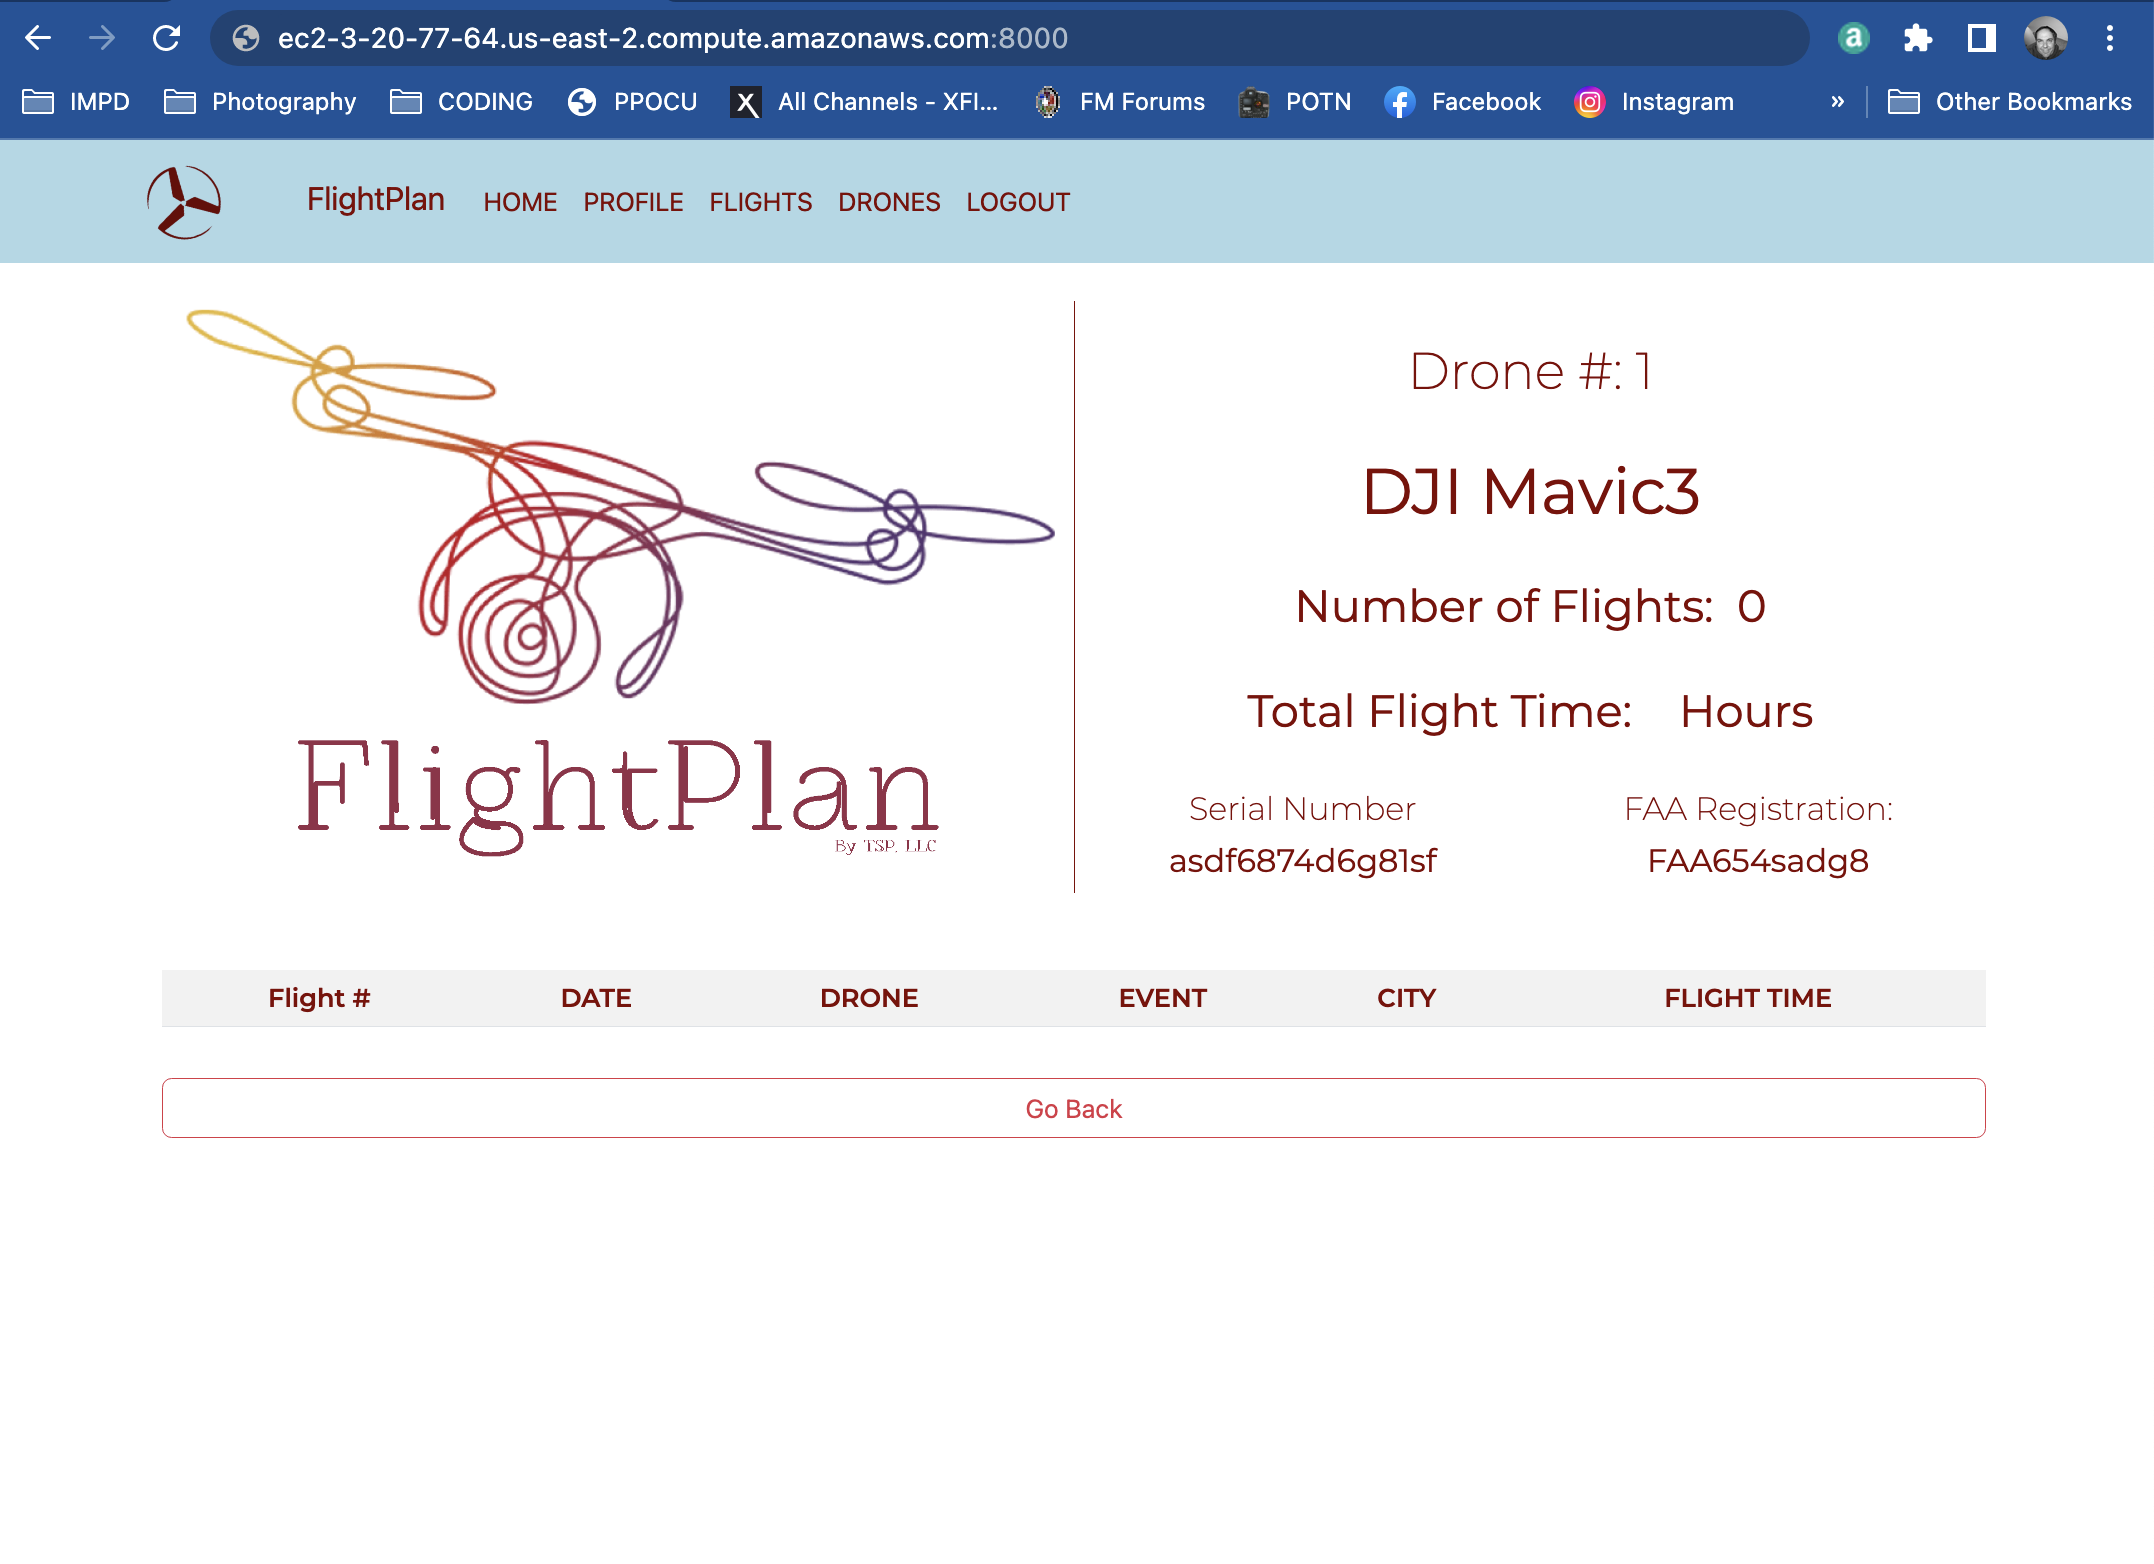 ec2-3-20-77-64.us-east-2.compute.amazonaws.com:8000
a
IMPD Photography CODING PPOCU X All Channels - XFI... FM Forums POTN Facebook Instagram » Other Bookmarks
FlightPlan HOME PROFILE FLIGHTS DRONES LOGOUT
Drone #: 1
DJI Mavic3
Number of Flights: 0
Total Flight Time: Hours
Serial Number FAA Registration:
asdf6874d6g81sf FAA654sadg8
FlightPlan
By TSP, LLC
Flight # DATE DRONE EVENT CITY FLIGHT TIME
Go Back